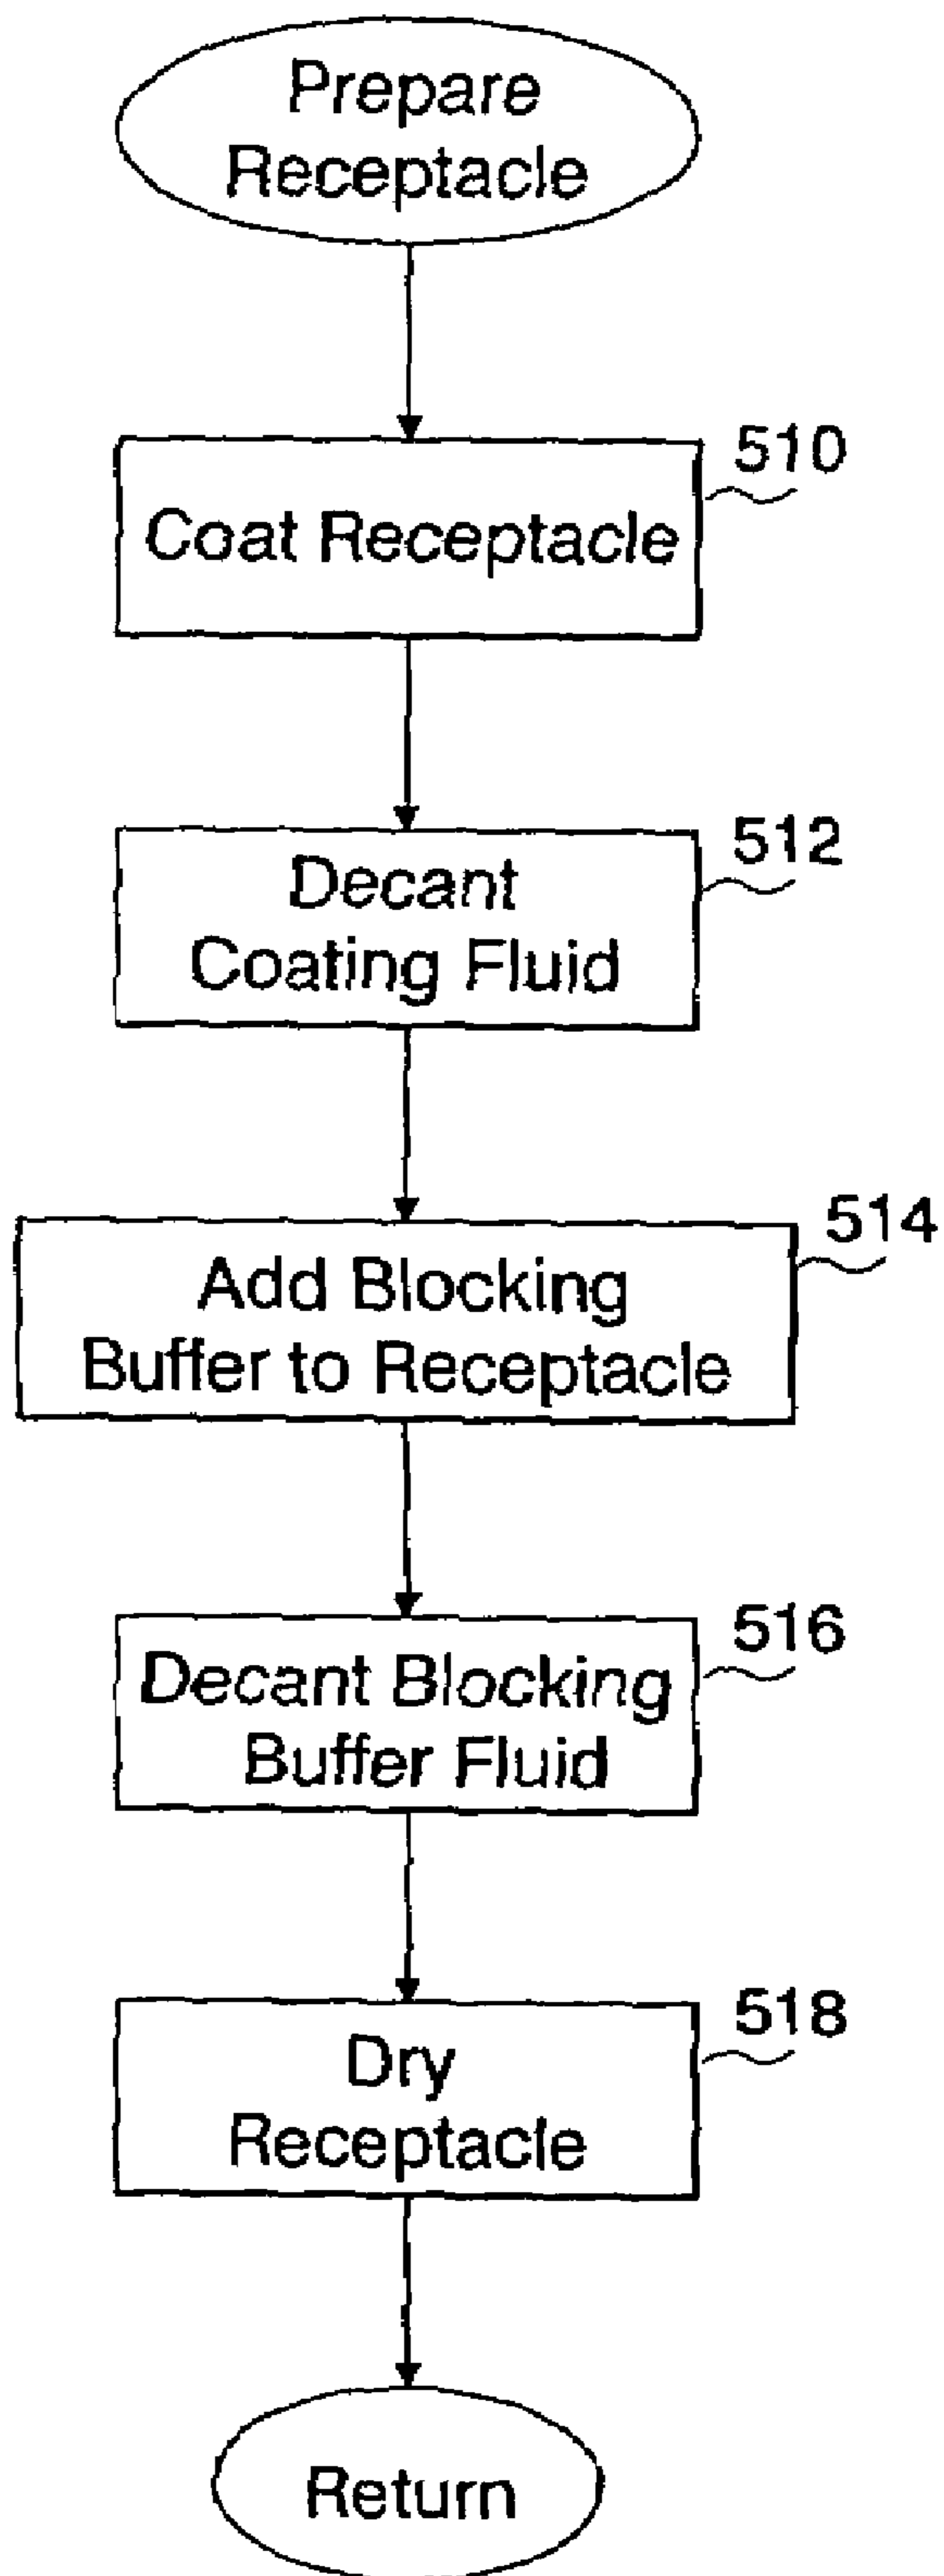 Prepare
Receptacle
510
Coat Receptacle
512
Decant
Coating Fluid
514
Add Blocking
Buffer to Receptacle
516
Decant Blocking
Buffer Fluid
518
Dry
Receptacle
Return